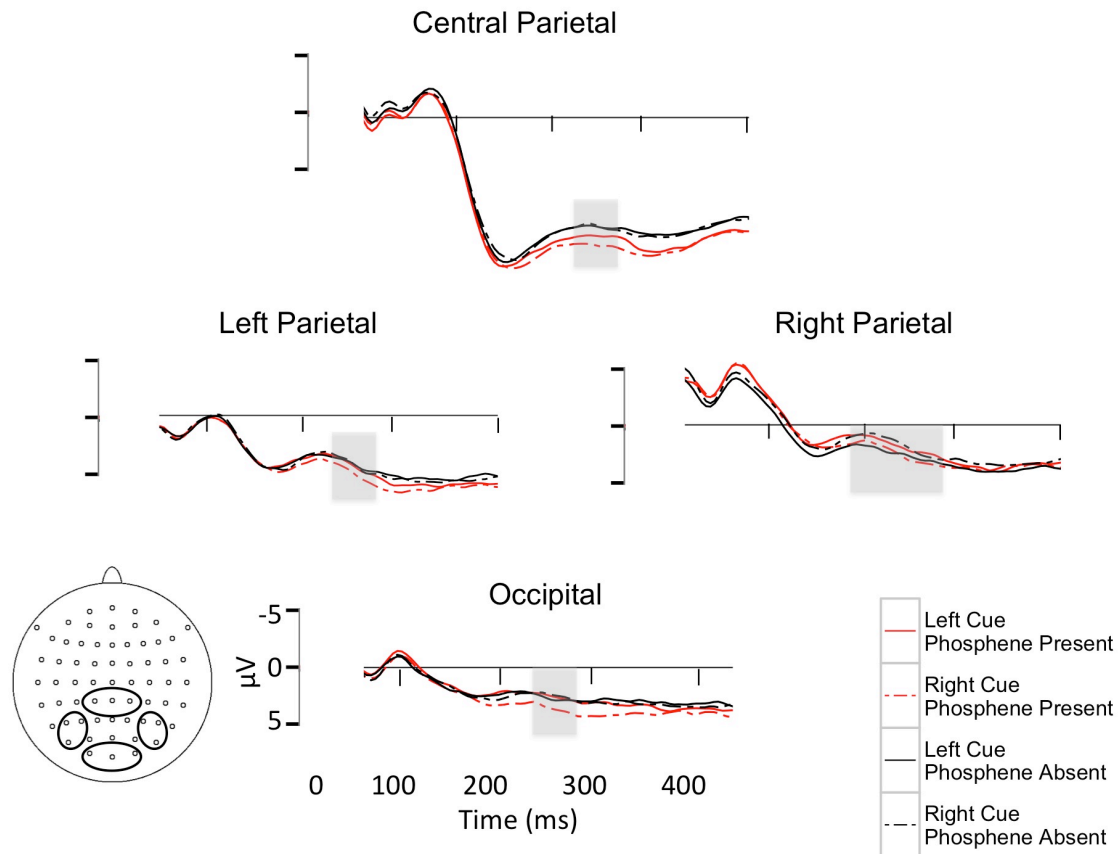 Central Parietal
Left Parietal
Right Parietal
Occipital
-5
0
5
µV
0 100 200 300 400
Time (ms)
Left Cue
Phosphene Present
Right Cue
Phosphene Present
Left Cue
Phosphene Absent
Right Cue
Phosphene Absent